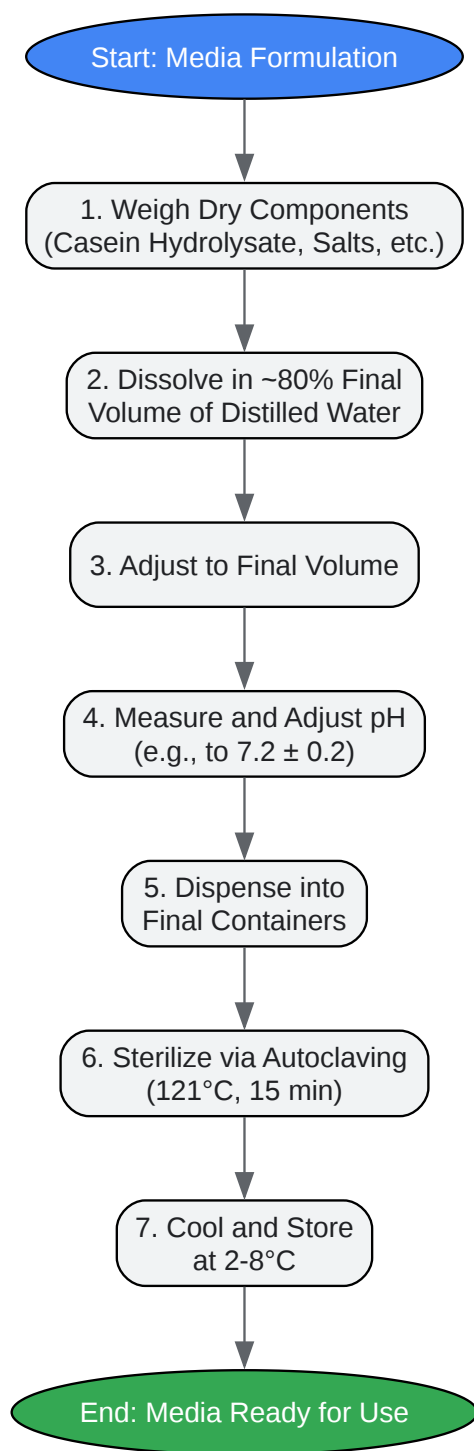 Start: Media Formulation
1. Weigh Dry Components
(Casein Hydrolysate, Salts, etc.)
2. Dissolve in ~80% Final
Volume of Distilled Water
3. Adjust to Final Volume
4. Measure and Adjust pH
(e.g., to 7.2 ± 0.2)
5. Dispense into
Final Containers
6. Sterilize via Autoclaving
(121°C, 15 min)
7. Cool and Store
at 2-8°C
End: Media Ready for Use